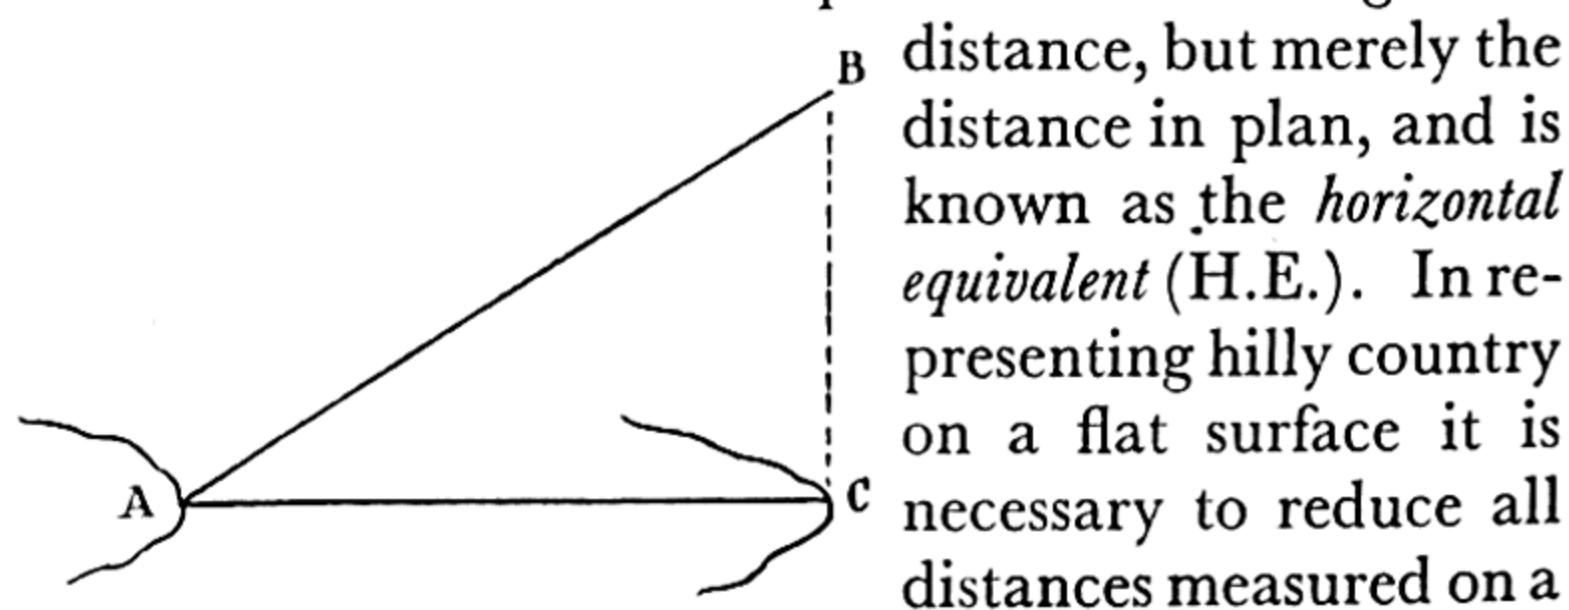 B
distance, but merely the
distance in plan, and is
known as the horizontal
equivalent (H.E.). In re-
presenting hilly country
on a flat surface it is
A
C
necessary to reduce all
distances measured on a